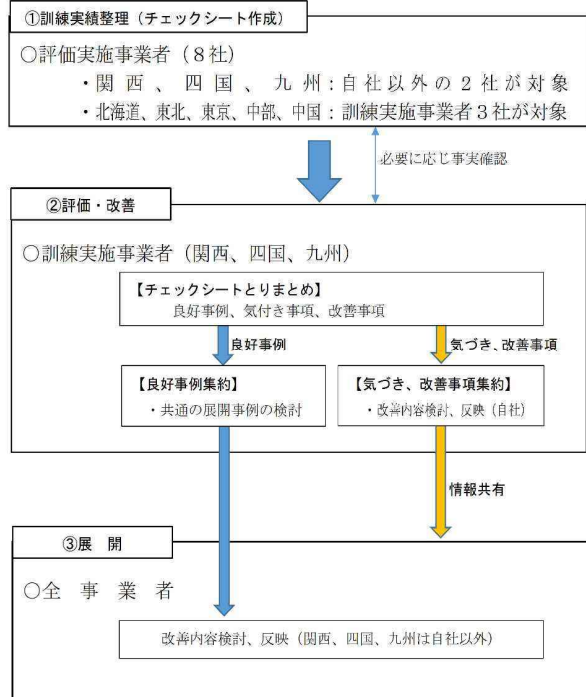 ①訓練実績整理（チェックシート作成）
○評価実施事業者（８社）
・関西、四国、九州：自社以外の２社が対象
・北海道、東北、東京、中部、中国：訓練実施事業者３社が対象
必要に応じ事実確認
②評価・改善
○訓練実施事業者（関西、四国、九州）
【チェックシートとりまとめ】
良好事例、気付き事項、改善事項
良好事例
気づき、改善事項
【良好事例集約】
・共通の展開事例の検討
【気づき、改善事項集約】
・改善内容検討、反映（自社）
情報共有
③展　開
○全　事　業　者
改善内容検討、反映（関西、四国、九州は自社以外）